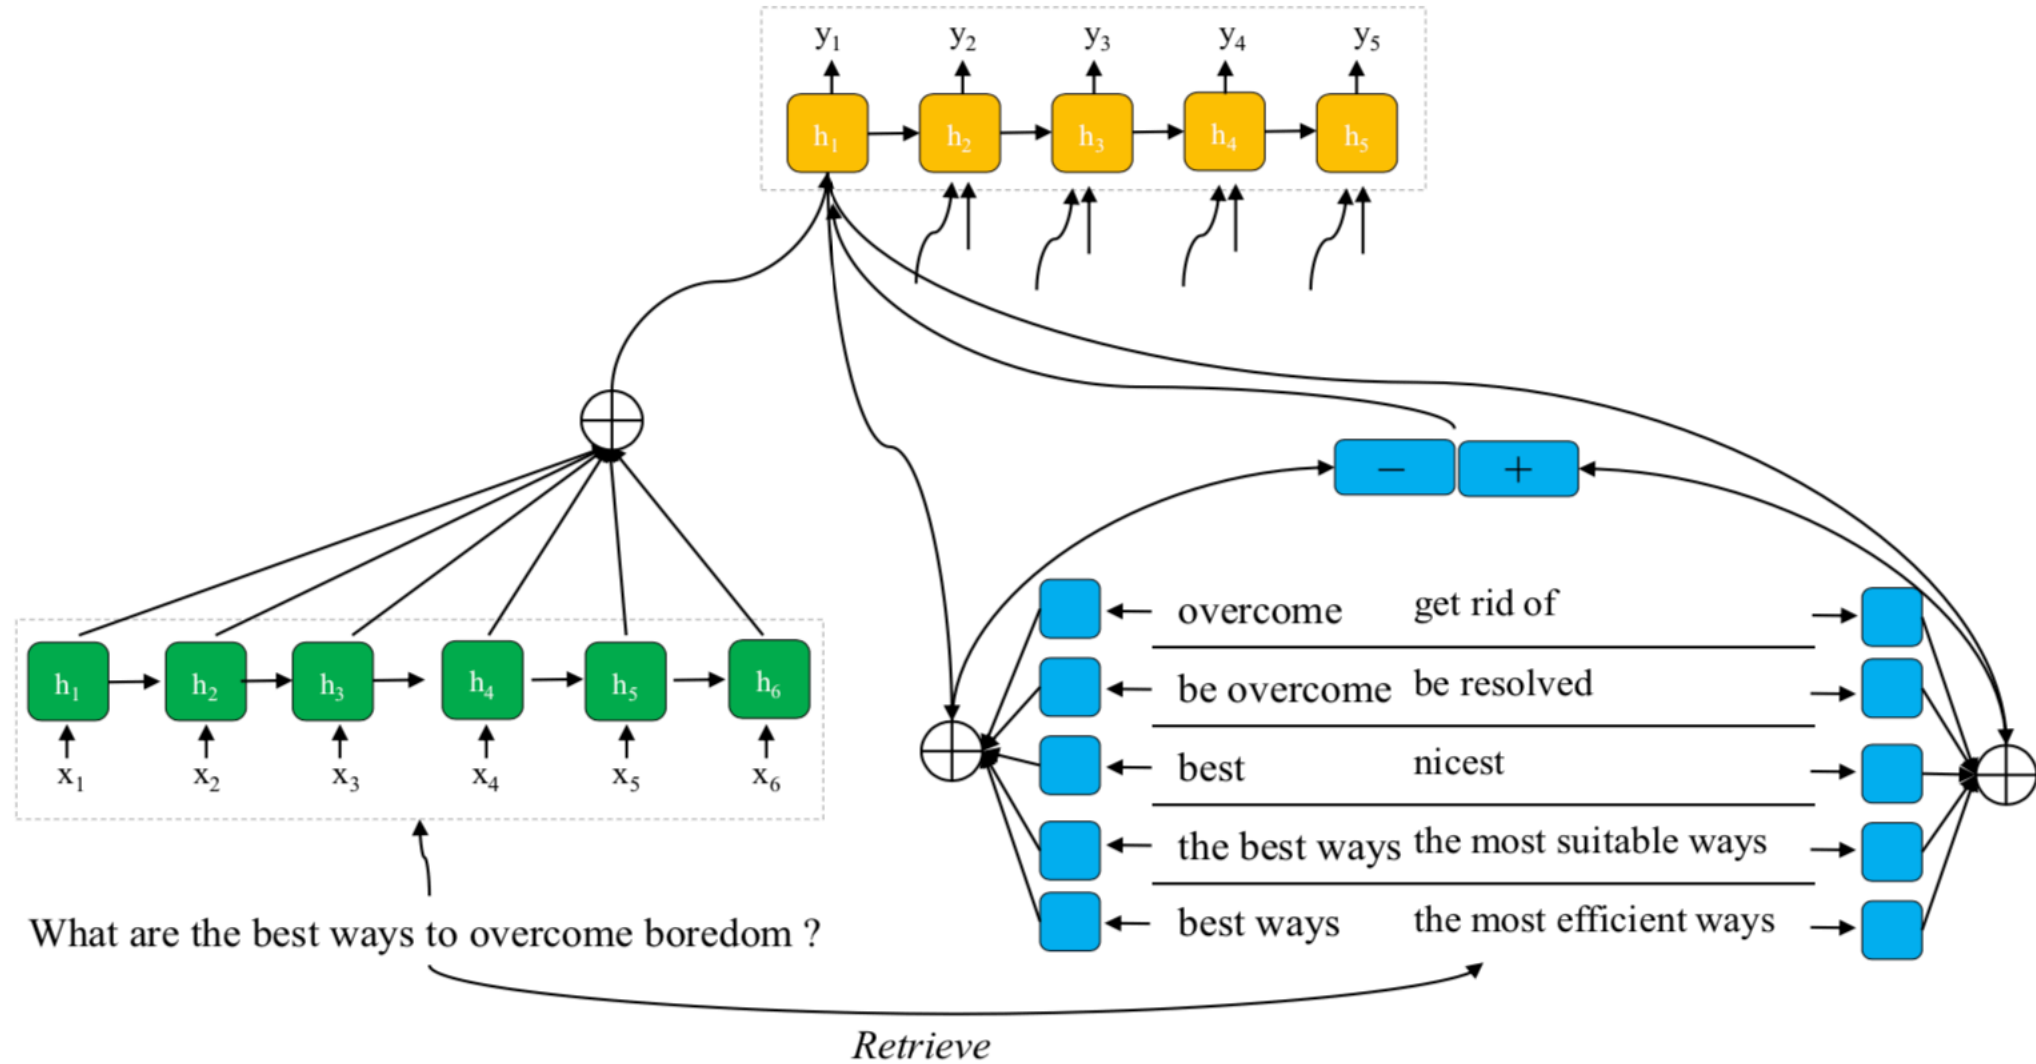 y₁ y₂ y₃ y₄ y₅
h₁ h₂ h₃ h₄ h₅
− +
overcome get rid of
be overcome be resolved
best nicest
the best ways the most suitable ways
best ways the most efficient ways
h₁ h₂ h₃ h₄ h₅ h₆
x₁ x₂ x₃ x₄ x₅ x₆
What are the best ways to overcome boredom ?
Retrieve